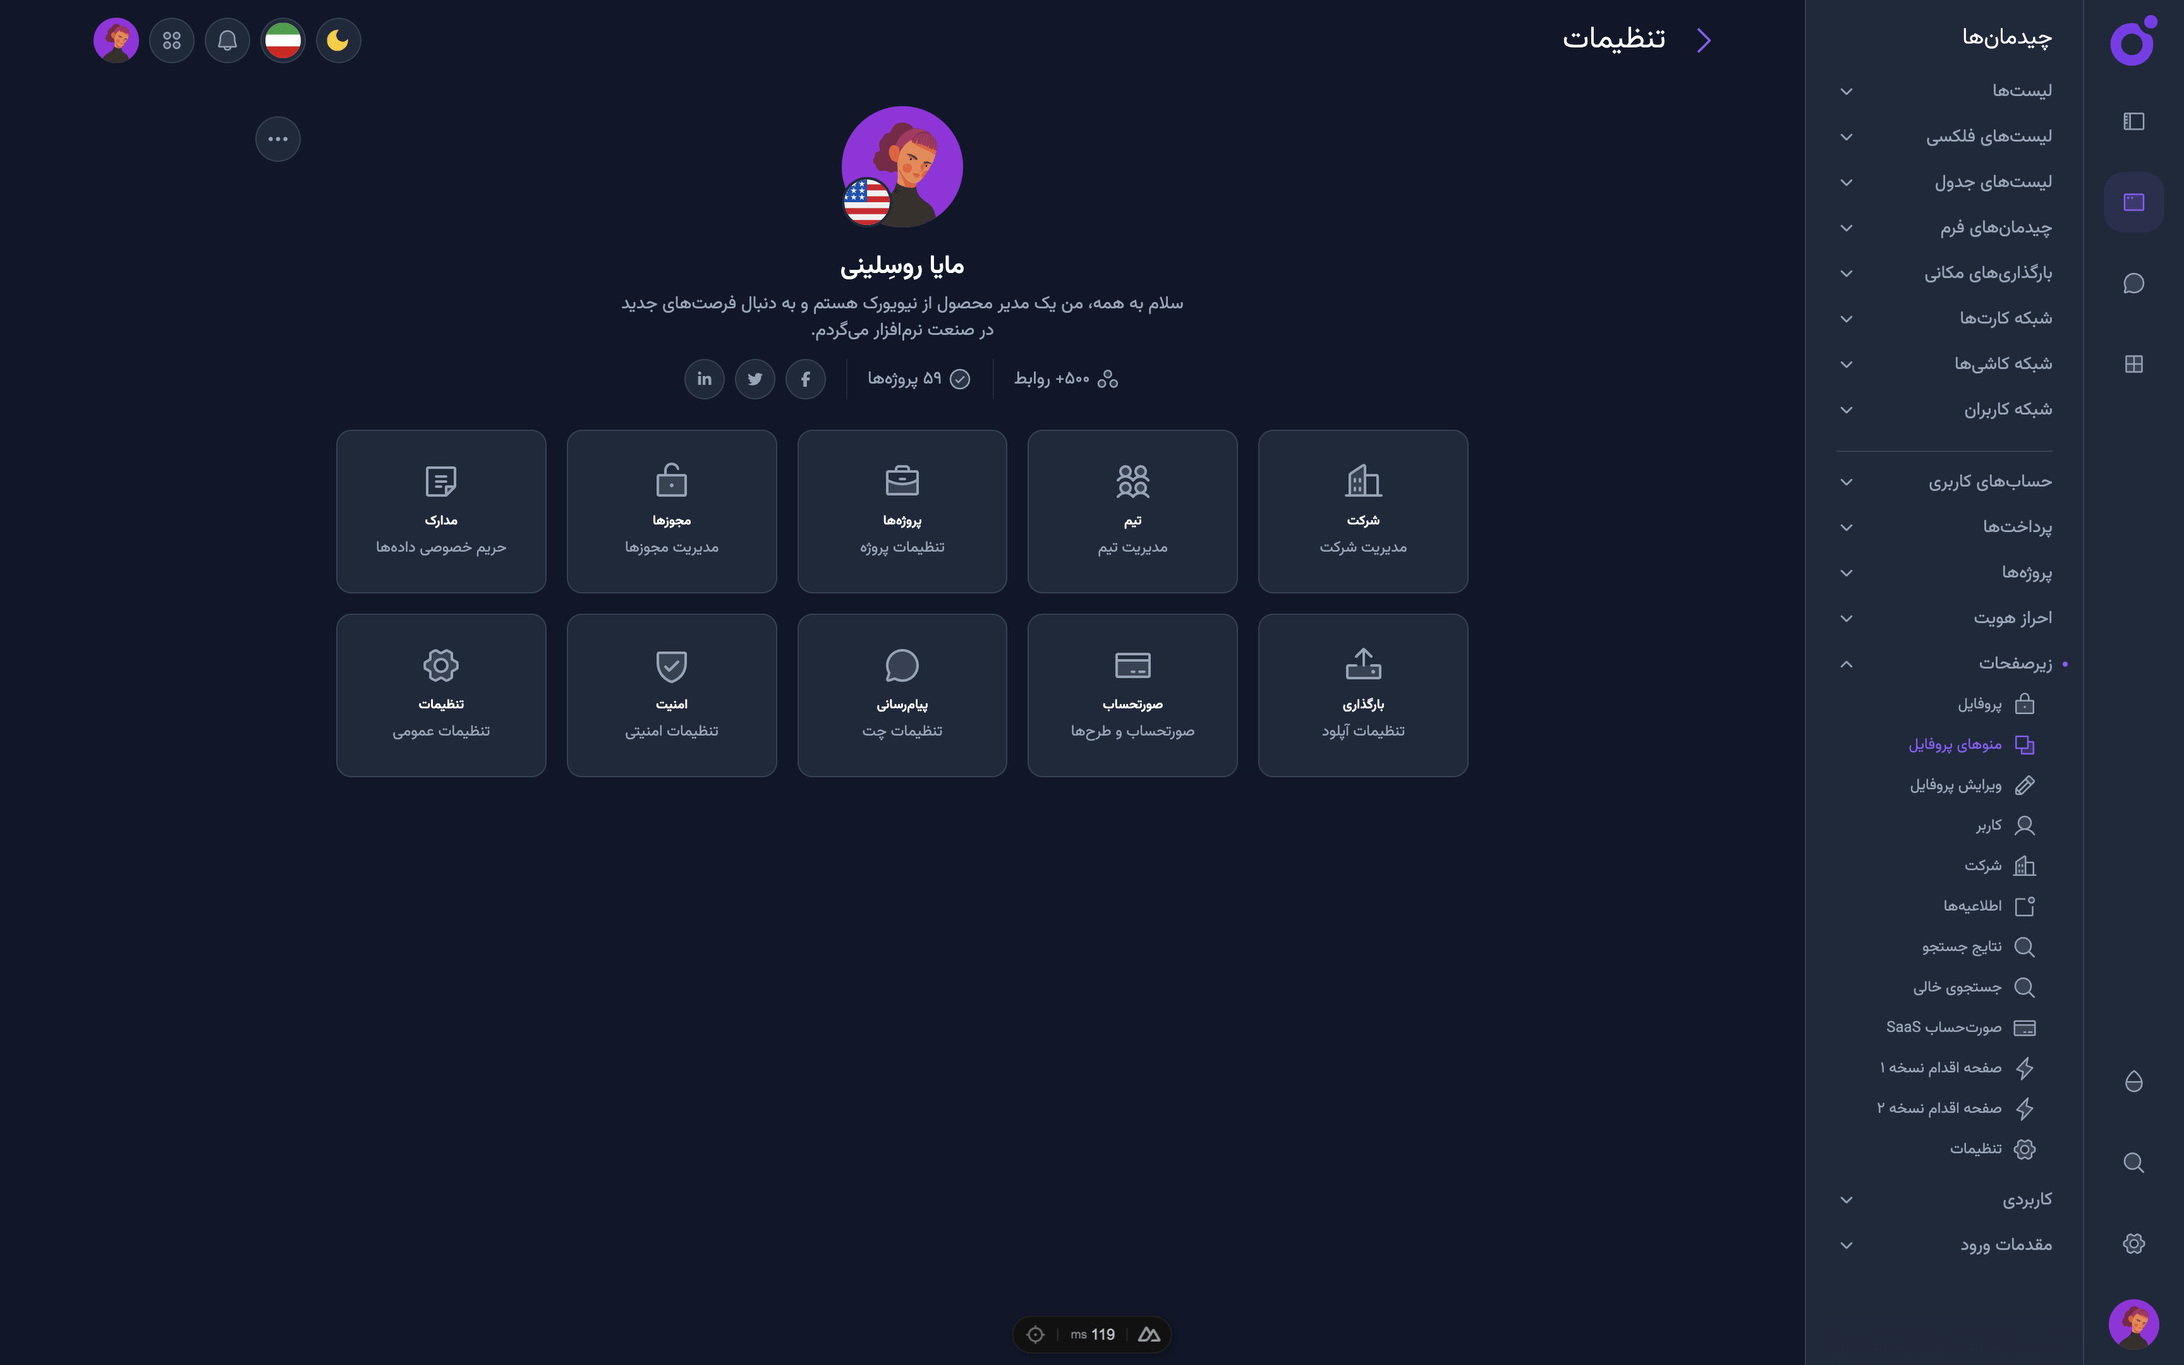 چیدمان‌ها
لیست‌ها
لیست‌های فلکسی
لیست‌های جدول
چیدمان‌های فرم
بارگذاری‌های مکانی
شبکه کارت‌ها
شبکه کاشی‌ها
شبکه کاربران
حساب‌های کاربری
پرداخت‌ها
پروژه‌ها
احراز هویت
زیرصفحات
پروفایل
منوهای پروفایل
ویرایش پروفایل
کاربر
شرکت
اطلاعیه‌ها
نتایج جستجو
جستجوی خالی
صورت‌حساب SaaS
صفحه اقدام نسخه ۱
صفحه اقدام نسخه ۲
تنظیمات
کاربردی
مقدمات ورود
تنظیمات
مایا روسِلینی
سلام به همه، من یک مدیر محصول از نیویورک هستم و به دنبال فرصت‌های جدید
در صنعت نرم‌افزار می‌گردم.
۵۰۰+ روابط
۵۹ پروژه‌ها
شرکت
مدیریت شرکت
تیم
مدیریت تیم
پروژه‌ها
تنظیمات پروژه
مجوزها
مدیریت مجوزها
مدارک
حریم خصوصی داده‌ها
بارگذاری
تنظیمات آپلود
صورتحساب
صورتحساب و طرح‌ها
پیام‌رسانی
تنظیمات چت
امنیت
تنظیمات امنیتی
تنظیمات
تنظیمات عمومی
119 ms